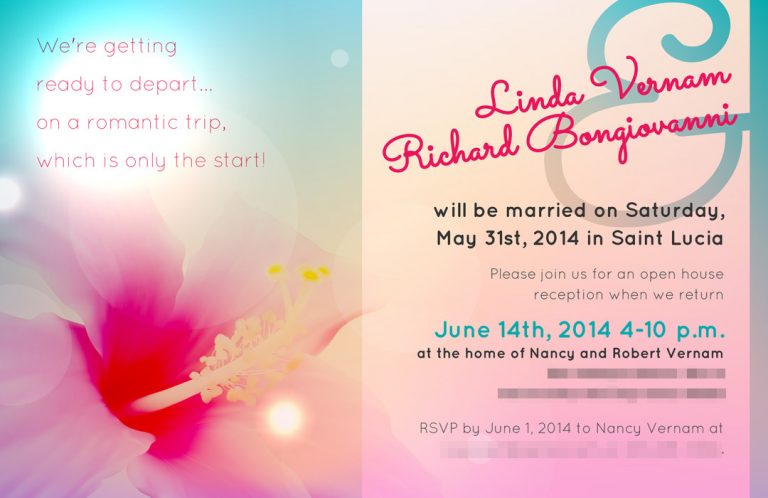 We're getting
ready to depart...
on a romantic trip,
which is only the start!
&
Linda Vernam
Richard Bongiovanni
will be married on Saturday,
May 31st, 2014 in Saint Lucia
Please join us for an open house
reception when we return
June 14th, 2014 4-10 p.m.
at the home of Nancy and Robert Vernam
RSVP by June 1, 2014 to Nancy Vernam at